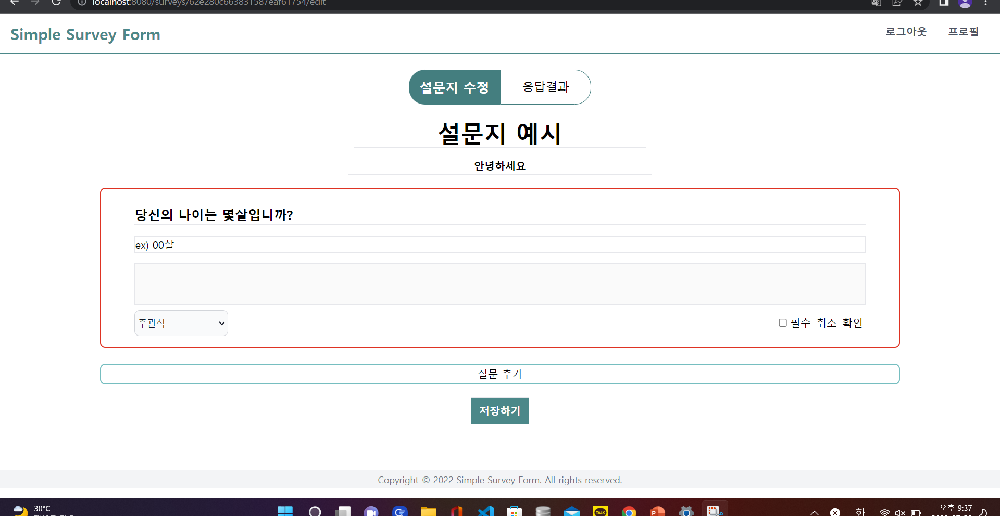 localhost:8080/surveys/62e280c663831587eaf61754/edit
Simple Survey Form
로그아웃 프로필
설문지 수정 응답결과
설문지 예시
안녕하세요
당신의 나이는 몇살입니까?
ex) 00살
주관식
필수 취소 확인
질문 추가
저장하기
Copyright © 2022 Simple Survey Form. All rights reserved.
30°C
TALK
P
한
오후 9:37